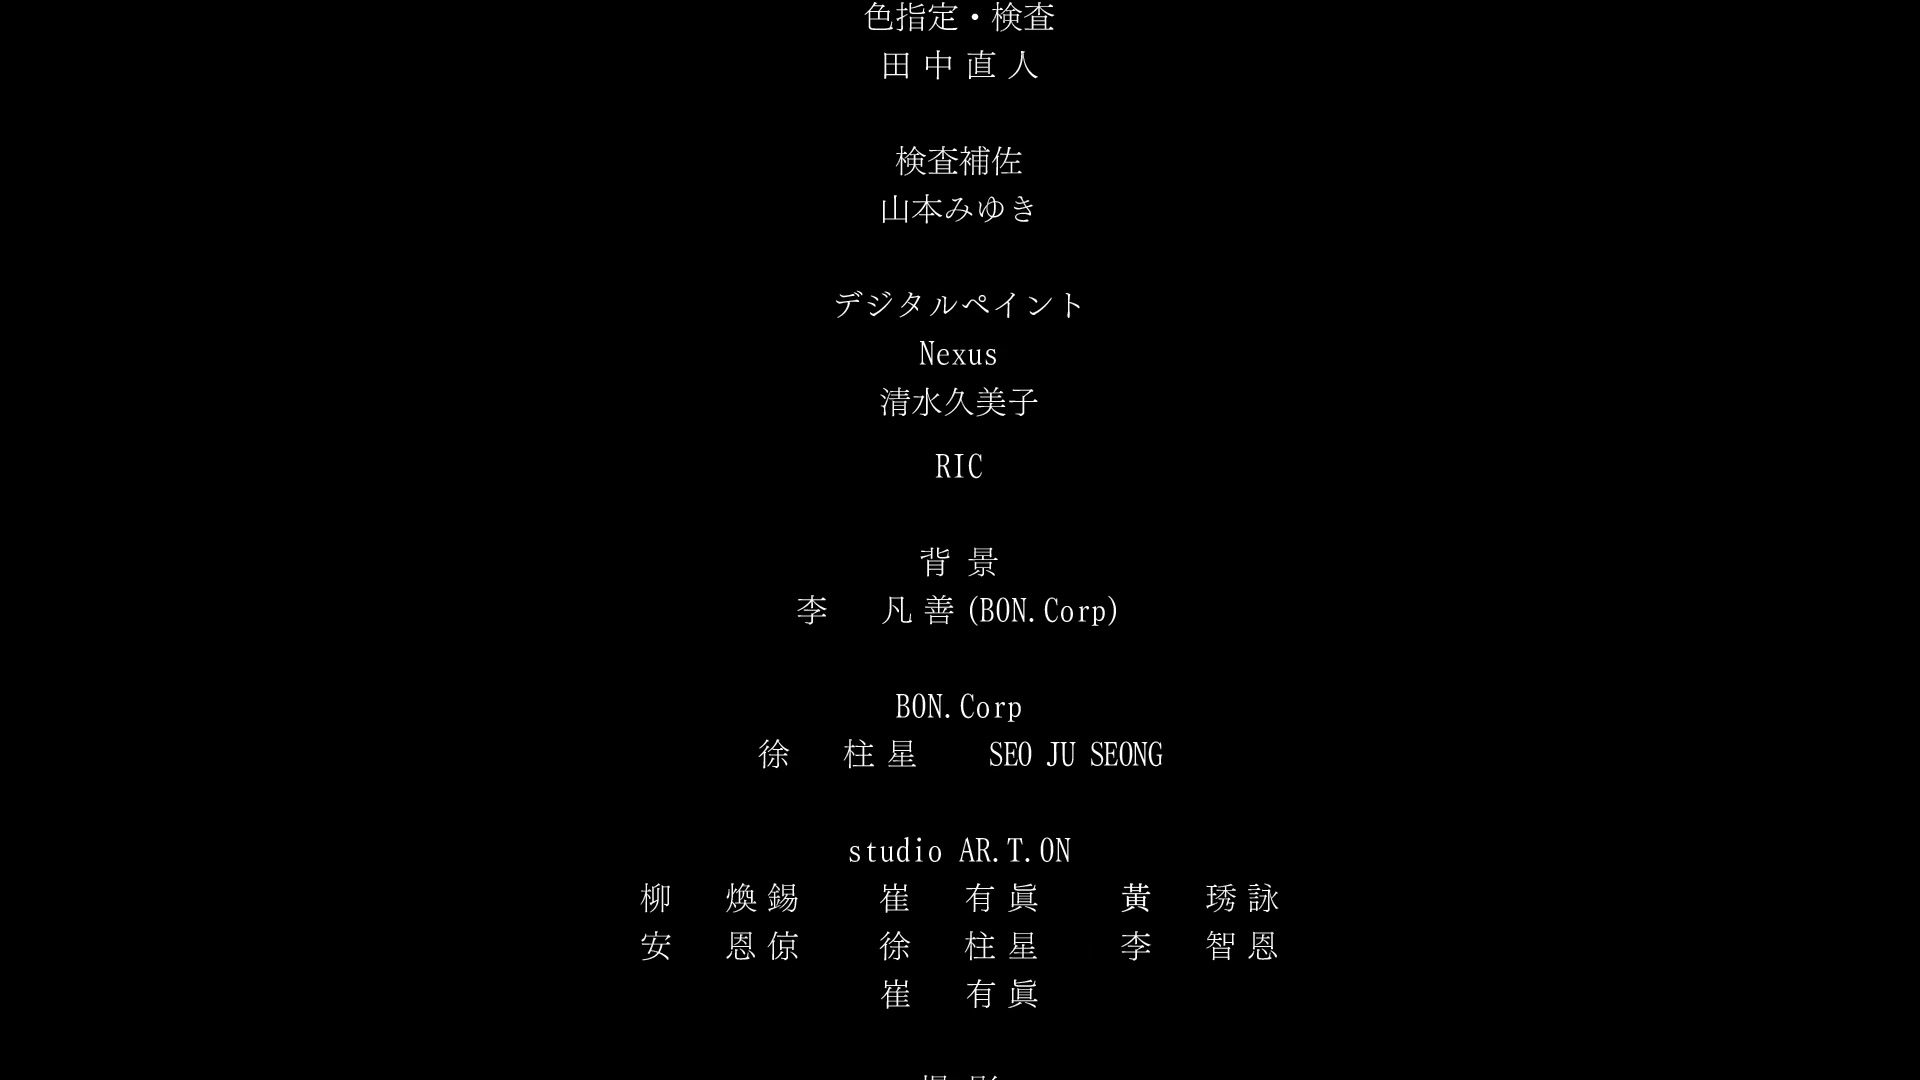 色指定・検査
田中直人
検査補佐
山本みゆき
デジタルペイント
Nexus
清水久美子
RIC
背 景
李 凡善(BON.Corp)
BON.Corp
徐 柱星 SEO JU SEONG
studio AR.T.ON
柳 煥錫 崔 有眞 黃 琇詠
安 恩倞 徐 柱星 李 智恩
崔 有眞